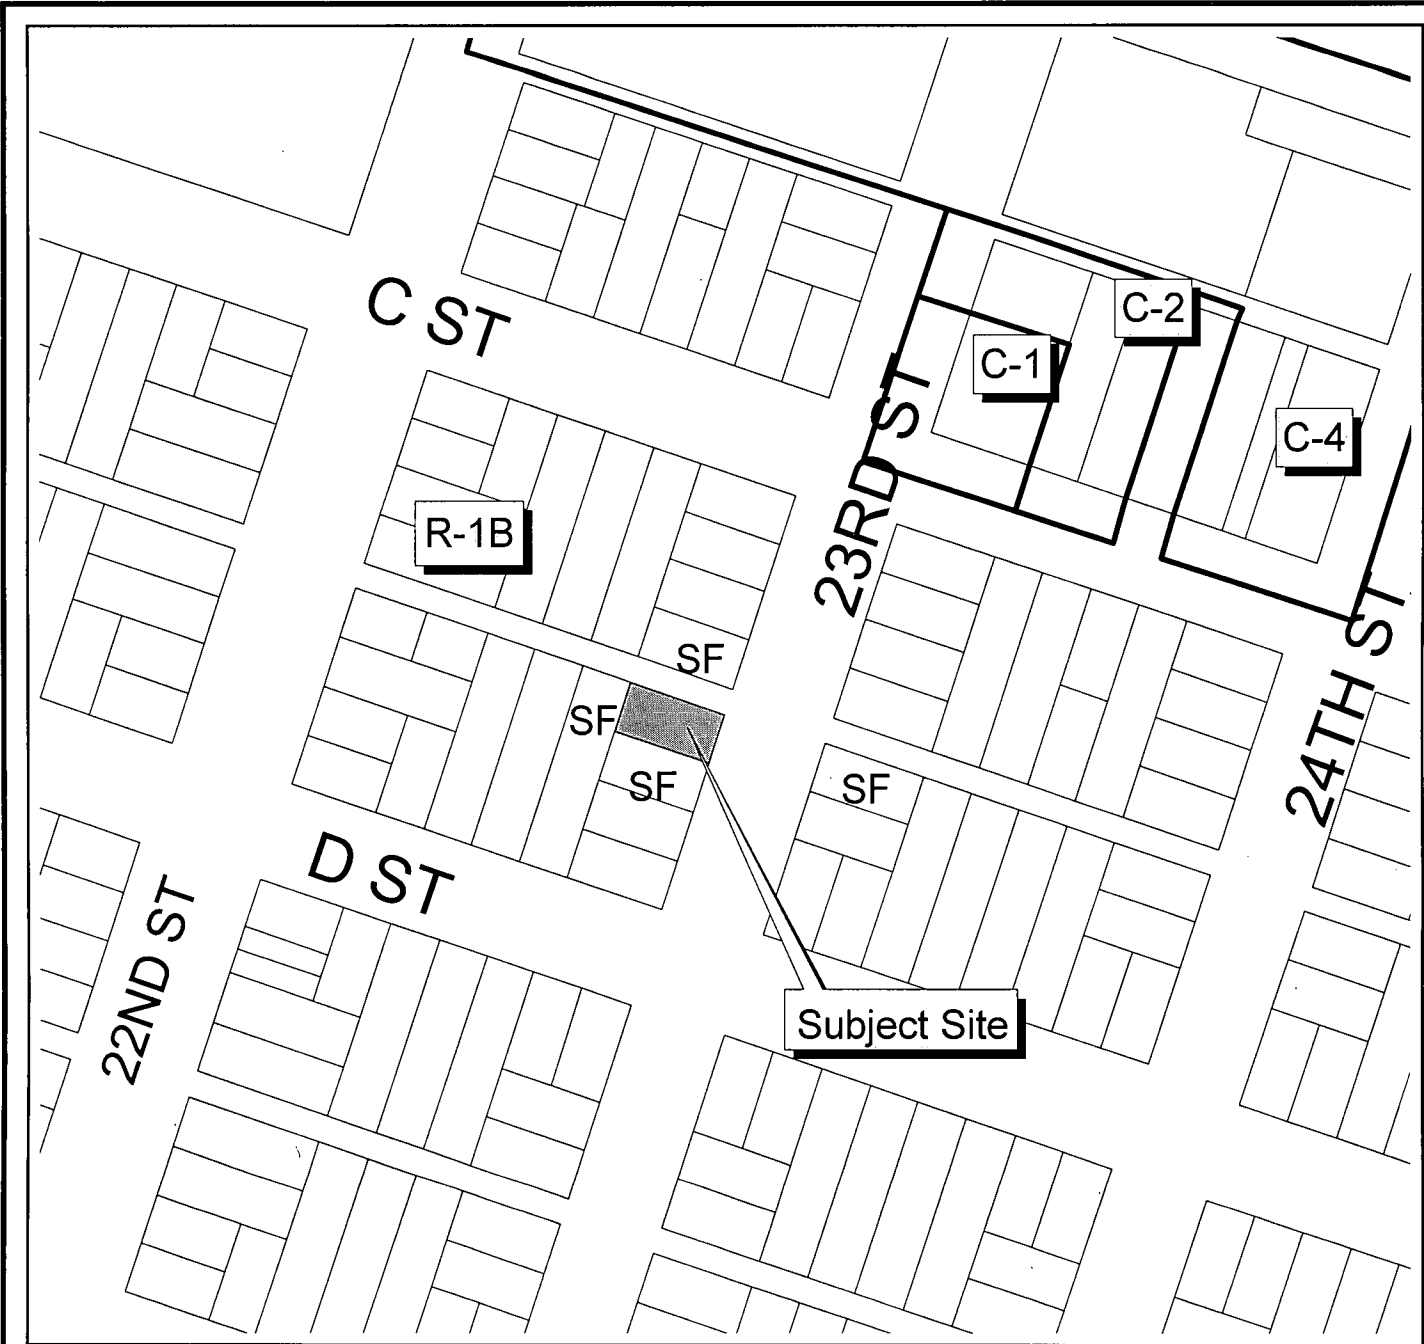 C ST
C-2
C-1
C-4
23RD ST
R-1B
24TH ST
SF
SF
SF
SF
D ST
22ND ST
Subject Site